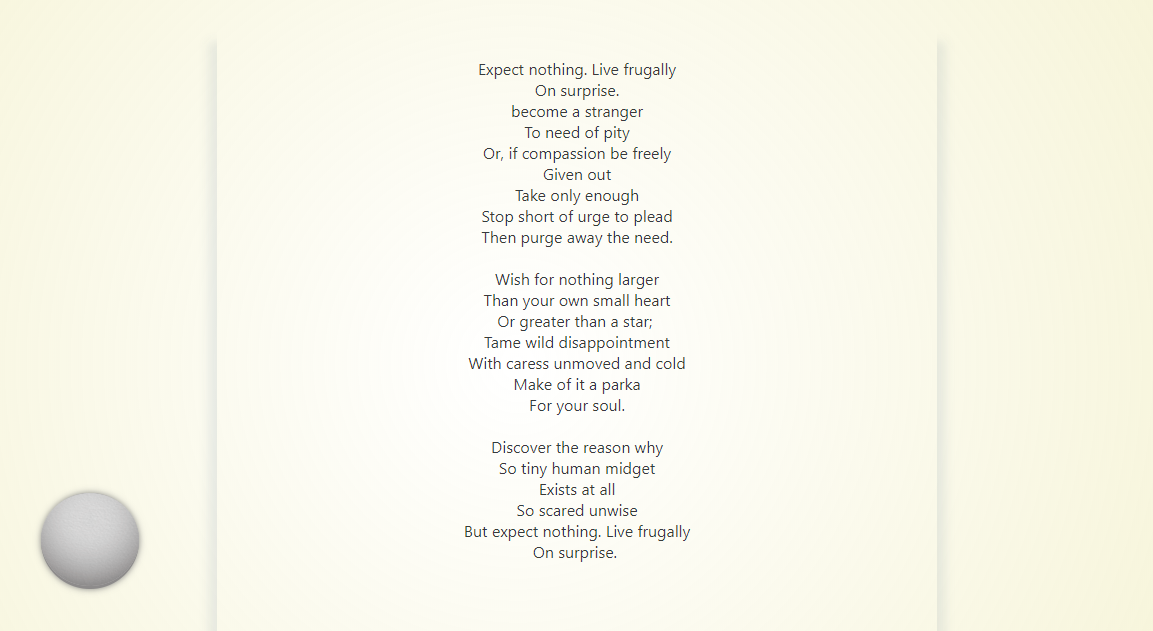 Expect nothing. Live frugally
On surprise.
become a stranger
To need of pity
Or, if compassion be freely
Given out
Take only enough
Stop short of urge to plead
Then purge away the need.

Wish for nothing larger
Than your own small heart
Or greater than a star;
Tame wild disappointment
With caress unmoved and cold
Make of it a parka
For your soul.

Discover the reason why
So tiny human midget
Exists at all
So scared unwise
But expect nothing. Live frugally
On surprise.